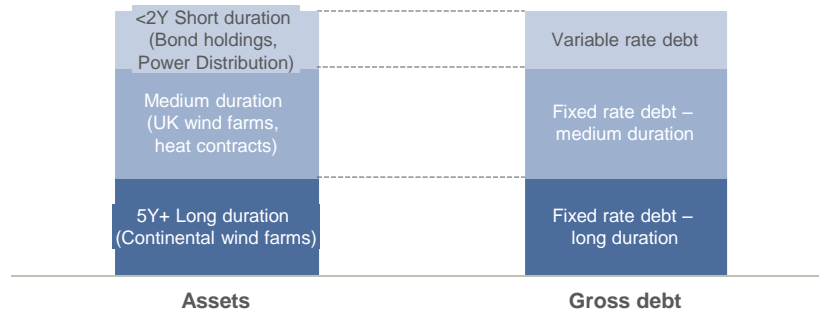 <2Y Short duration
(Bond holdings,
Power Distribution)
Medium duration
(UK wind farms,
heat contracts)
5Y+ Long duration
(Continental wind farms)
Assets
Variable rate debt
Fixed rate debt –
medium duration
Fixed rate debt –
long duration
Gross debt